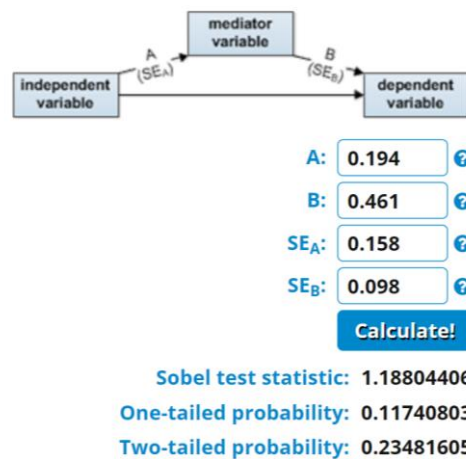 mediator
variable
A
(SEA)
B
(SEB)
independent
variable
dependent
variable
A: 0.194 ?
B: 0.461 ?
SEA: 0.158 ?
SEB: 0.098 ?
Calculate!
Sobel test statistic: 1.18804406
One-tailed probability: 0.11740803
Two-tailed probability: 0.23481605